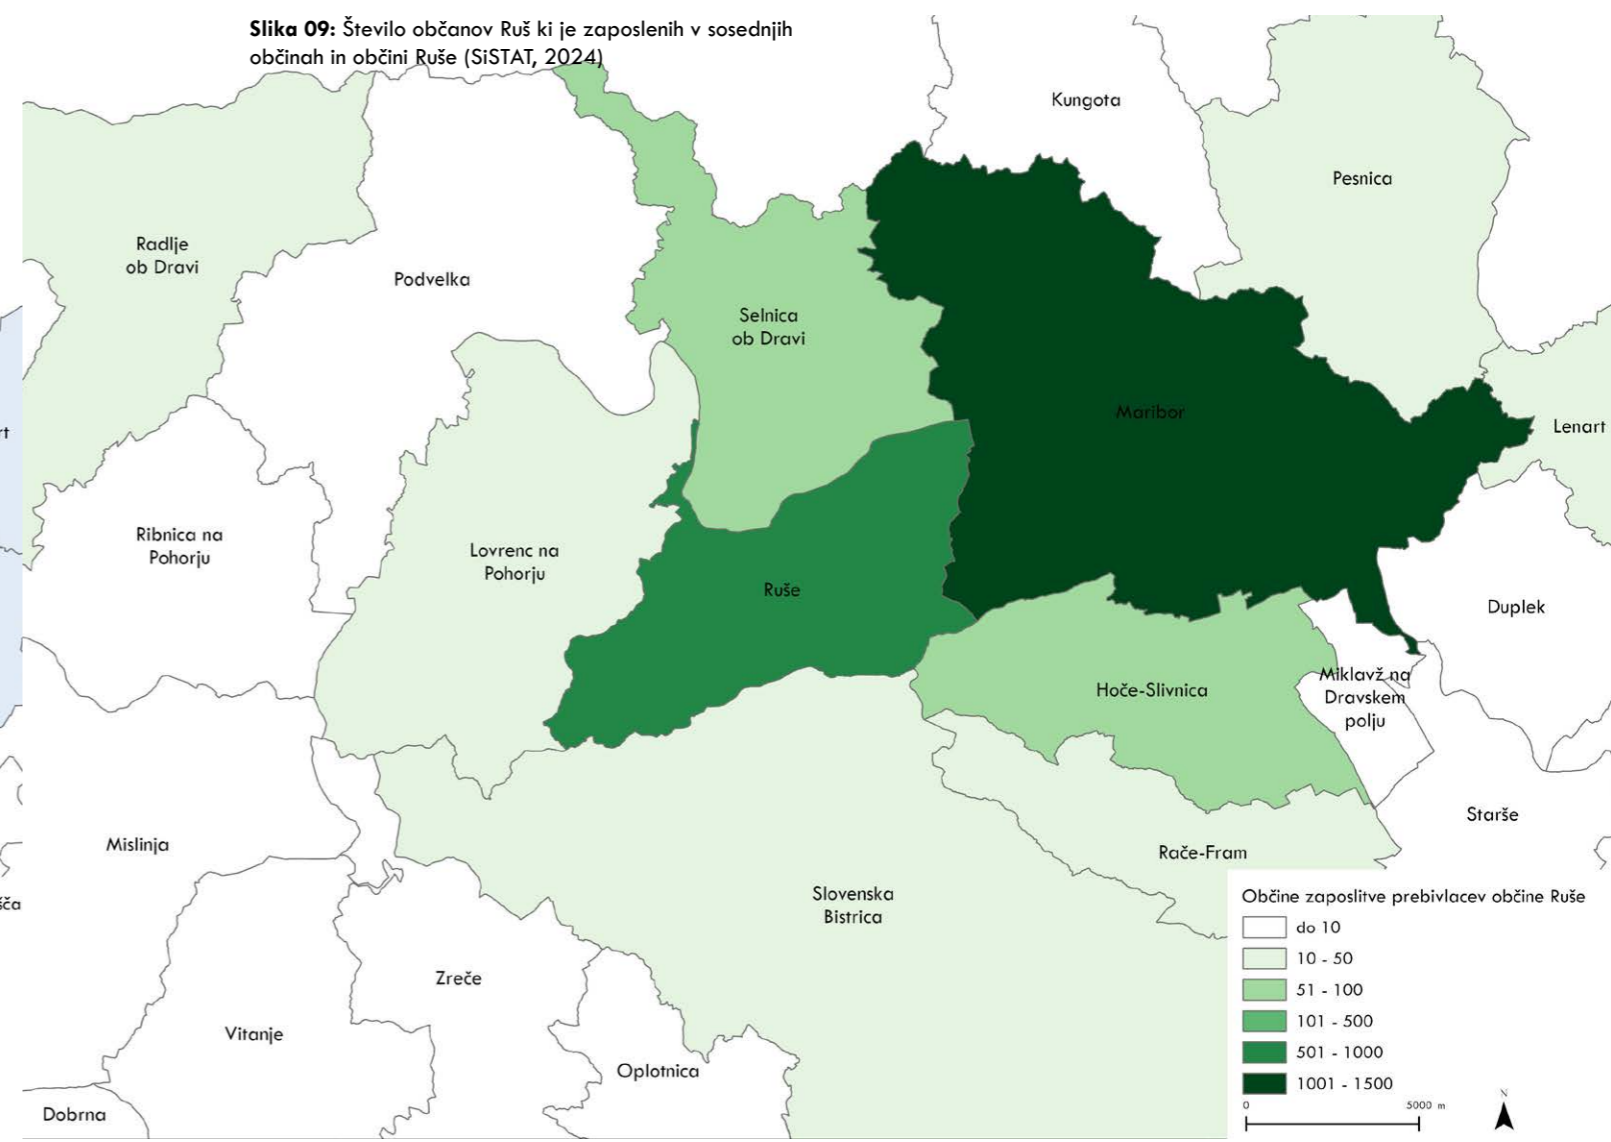 Slika 09: Število občanov Ruš ki je zaposlenih v sosednjih
občinah in občini Ruše (SiSTAT, 2024)
Kungota
Pesnica
Radlje
ob Dravi
Podvelka
Selnica
ob Dravi
Maribor
rt
Lenart
Ribnica na
Pohorju
Lovrenc na
Pohorju
Ruše
Duplek
Hoče-Slivnica
Miklavž na
Dravskem
polju
Mislinja
Starše
Rače-Fram
šča
Slovenska
Bistrica
Zreče
Vitanje
Oplotnica
Dobrna
Občine zaposlitve prebivlacev občine Ruše
do 10
10 - 50
51 - 100
101 - 500
501 - 1000
1001 - 1500
0 5000 m
N